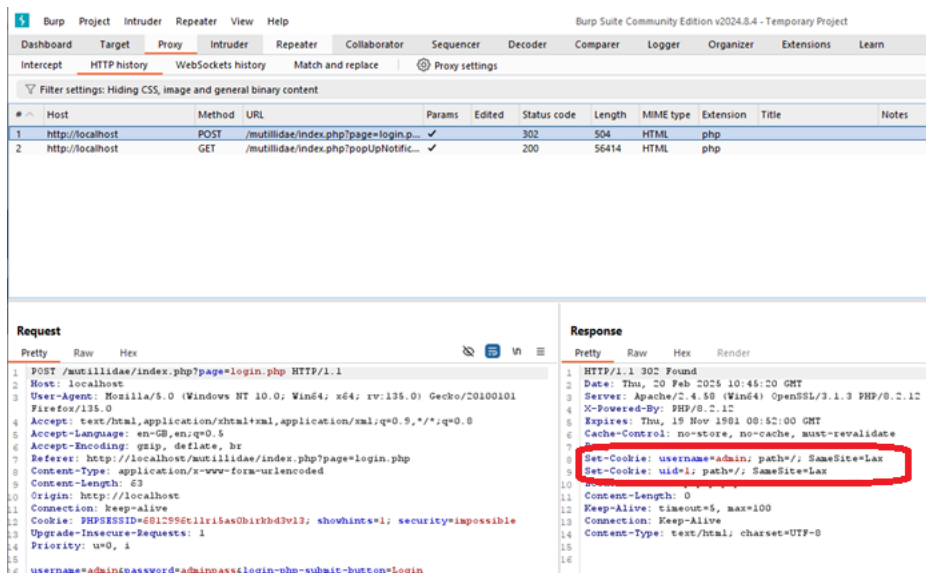 Burp Project Intruder Repeater View Help Burp Suite Community Edition v2024.8.4 - Temporary Project
Dashboard Target Proxy Intruder Repeater Collaborator Sequencer Decoder Comparer Logger Organizer Extensions Learn
Intercept HTTP history WebSockets history Match and replace Proxy settings
Filter settings: Hiding CSS, image and general binary content
# Host Method URL Params Edited Status code Length MIME type Extension Title Notes
1 http://localhost POST /mutillidae/index.php?page=login.p... ✓ 302 504 HTML php
2 http://localhost GET /mutillidae/index.php?popUpNotific... ✓ 200 56414 HTML php
Request
Pretty Raw Hex \n
1 POST /mutillidae/index.php?page=login.php HTTP/1.1
2 Host: localhost
3 User-Agent: Mozilla/5.0 (Windows NT 10.0; Win64; x64; rv:135.0) Gecko/20100101
Firefox/135.0
4 Accept: text/html,application/xhtml+xml,application/xml;q=0.9,*/*;q=0.8
5 Accept-Language: en-GB,en;q=0.5
6 Accept-Encoding: gzip, deflate, br
7 Referer: http://localhost/mutillidae/index.php?page=login.php
8 Content-Type: application/x-www-form-urlencoded
9 Content-Length: 63
10 Origin: http://localhost
11 Connection: keep-alive
12 Cookie: PHPSESSID=6812996tllri5as0birkbd3vl3; showhints=1; security=impossible
13 Upgrade-Insecure-Requests: 1
14 Priority: u=0, i
15
16 username=admin&password=adminpass&login-php-submit-button=Login
Response
Pretty Raw Hex Render
1 HTTP/1.1 302 Found
2 Date: Thu, 20 Feb 2025 10:45:20 GMT
3 Server: Apache/2.4.58 (Win64) OpenSSL/3.1.3 PHP/8.2.12
4 X-Powered-By: PHP/8.2.12
5 Expires: Thu, 19 Nov 1981 08:52:00 GMT
6 Cache-Control: no-store, no-cache, must-revalidate
7
8 Set-Cookie: username=admin; path=/; SameSite=Lax
9 Set-Cookie: uid=1; path=/; SameSite=Lax
10
11 Content-Length: 0
12 Keep-Alive: timeout=5, max=100
13 Connection: Keep-Alive
14 Content-Type: text/html; charset=UTF-8
15
16